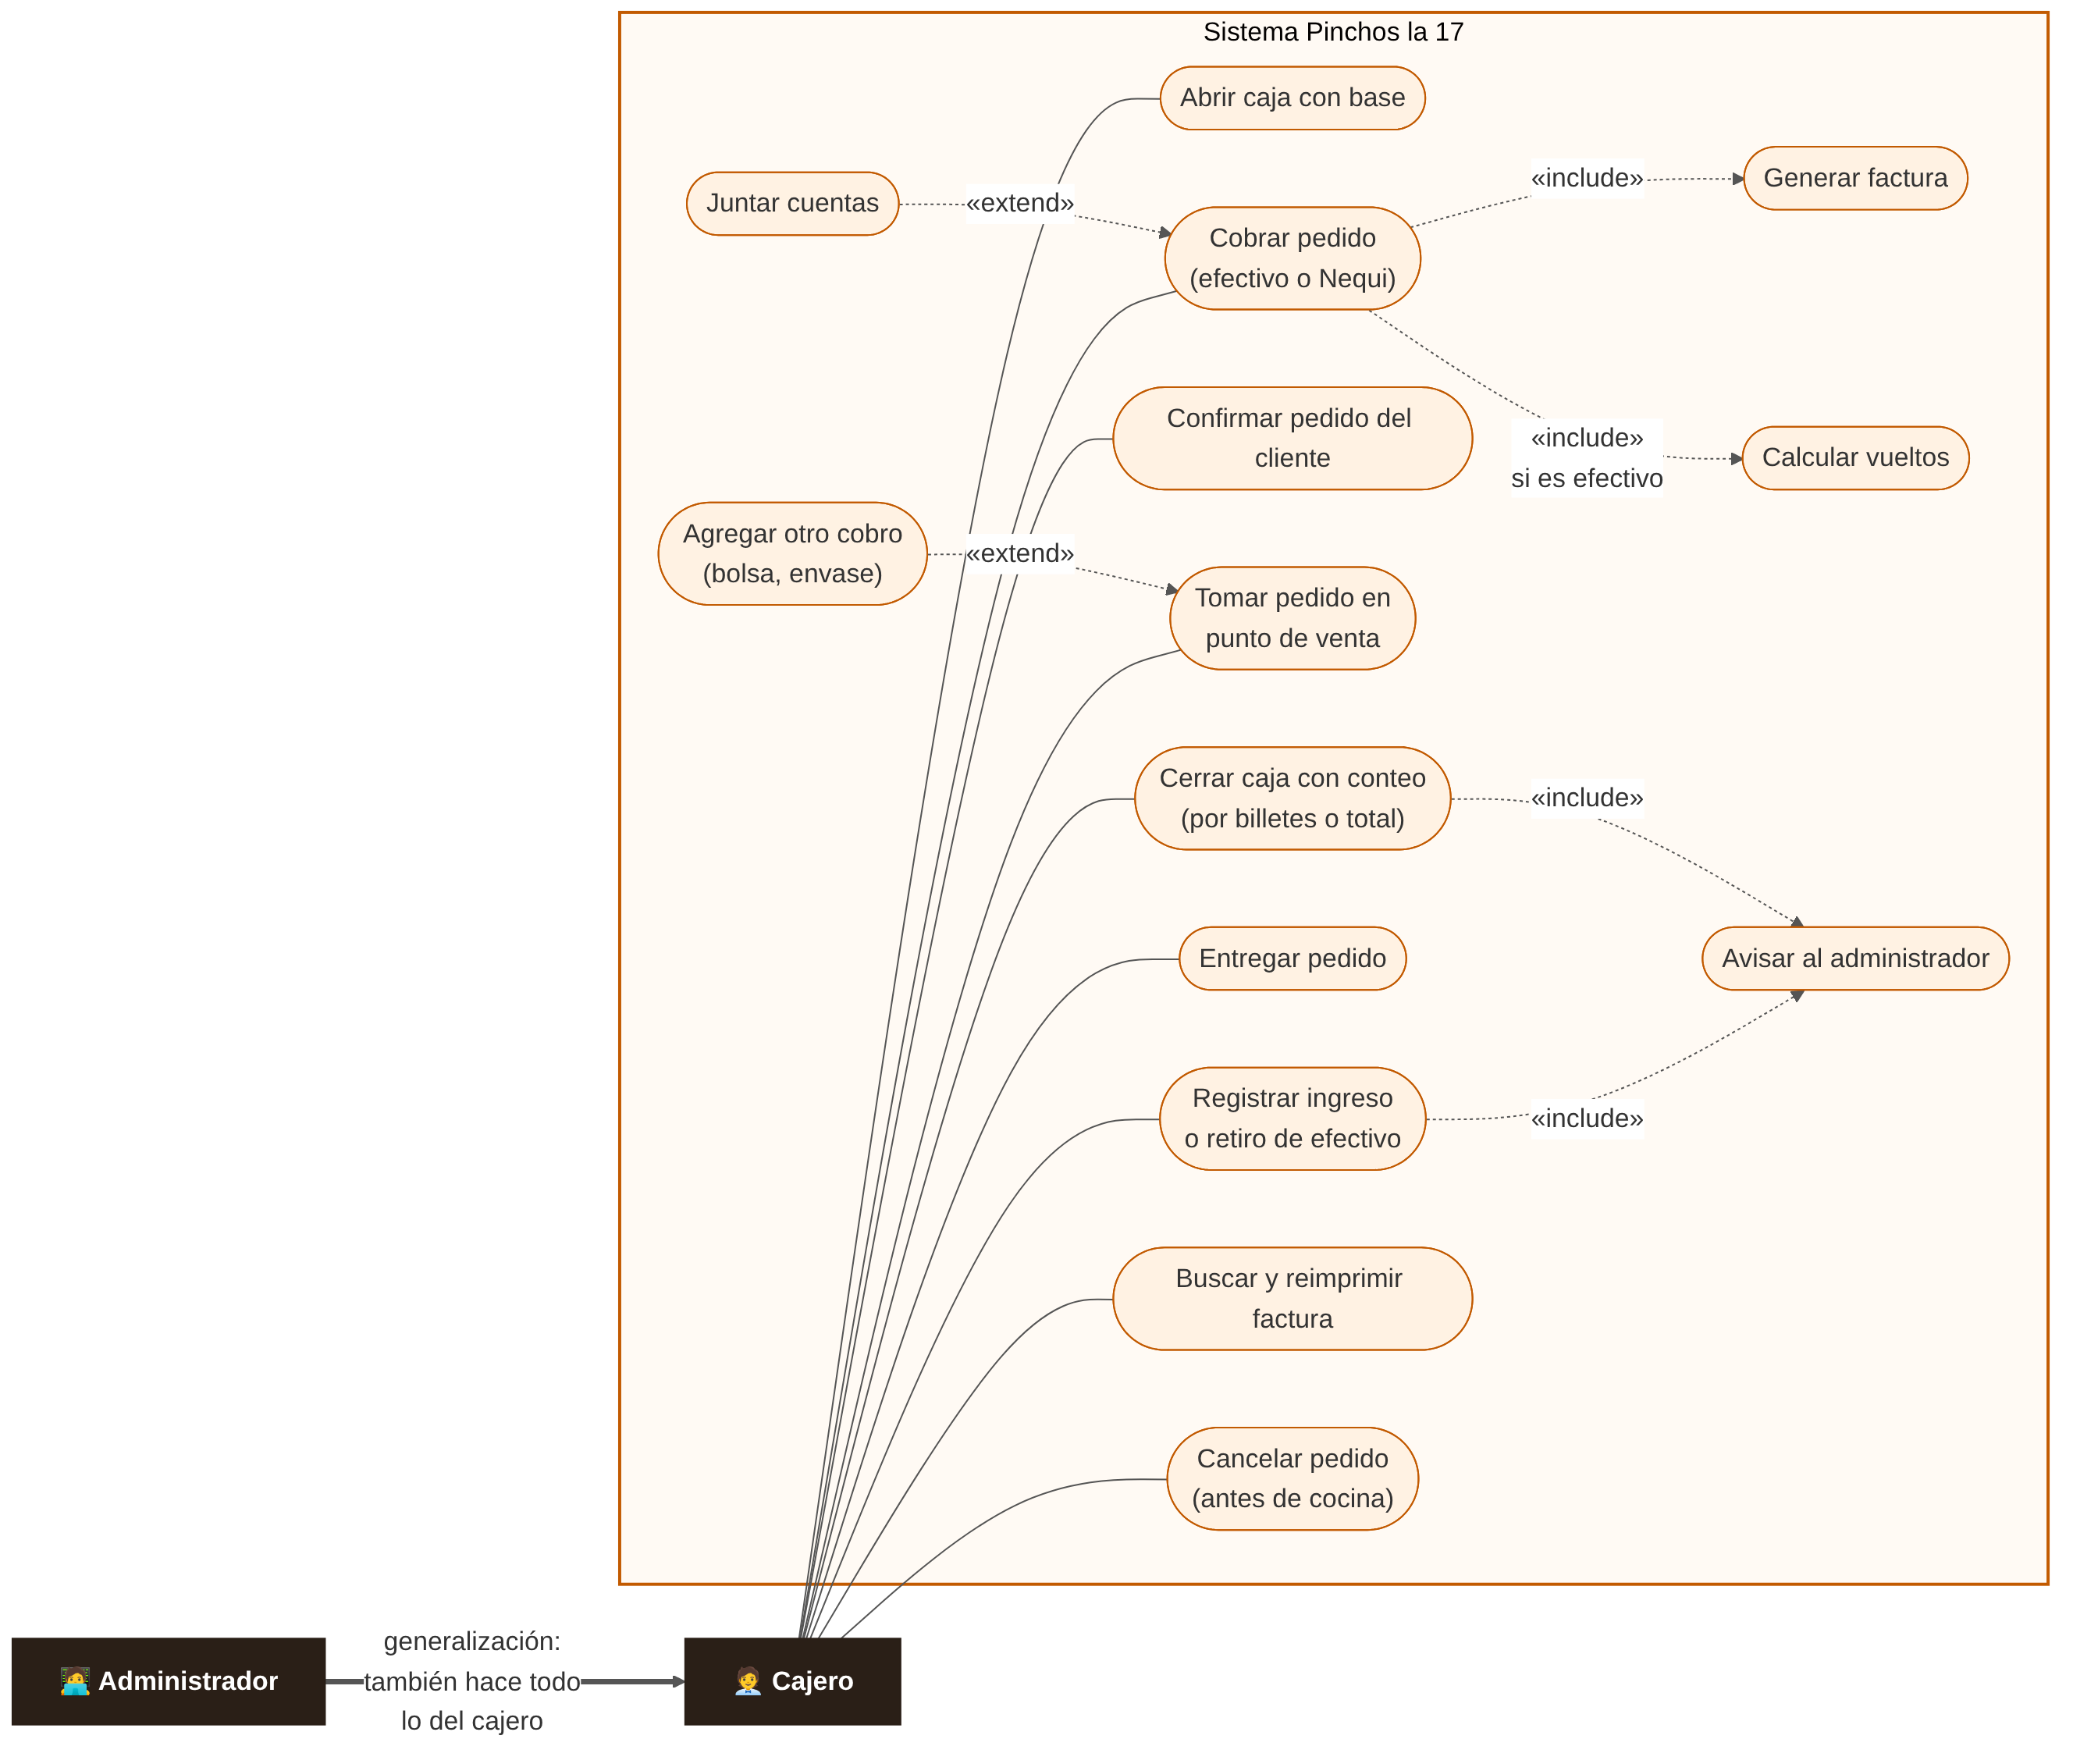 Sistema Pinchos la 17
Abrir caja con base
Juntar cuentas
«extend»
Cobrar pedido
(efectivo o Nequi)
«include»
Generar factura
Confirmar pedido del
cliente
«include»
si es efectivo
Calcular vueltos
Agregar otro cobro
(bolsa, envase)
«extend»
Tomar pedido en
punto de venta
Cerrar caja con conteo
(por billetes o total)
«include»
Entregar pedido
Avisar al administrador
Registrar ingreso
o retiro de efectivo
«include»
Buscar y reimprimir
factura
Cancelar pedido
(antes de cocina)
Administrador
generalización:
también hace todo
lo del cajero
Cajero